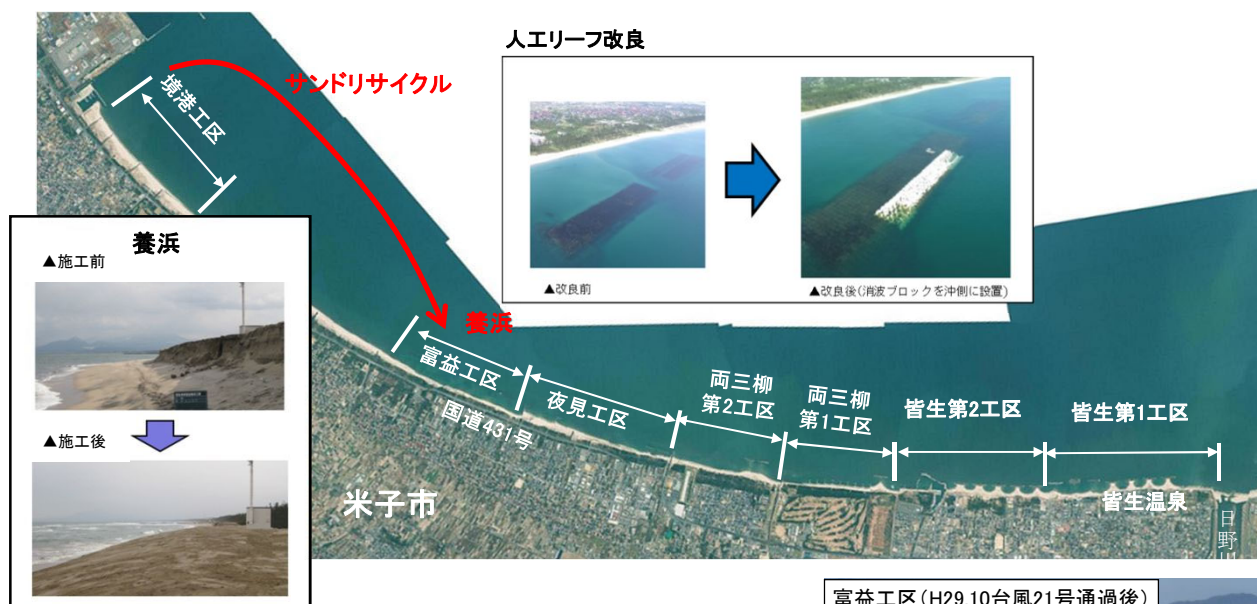 人工リーフ改良
サンドリサイクル
境港工区
▲改良前
▲改良後(消波ブロックを沖側に設置)
養浜
▲施工前
▲施工後
養浜
富益工区
夜見工区
両三柳
第2工区
両三柳
第1工区
皆生第2工区
皆生第1工区
国道431号
米子市
皆生温泉
日野川
富益工区(H29.10台風21号通過後)